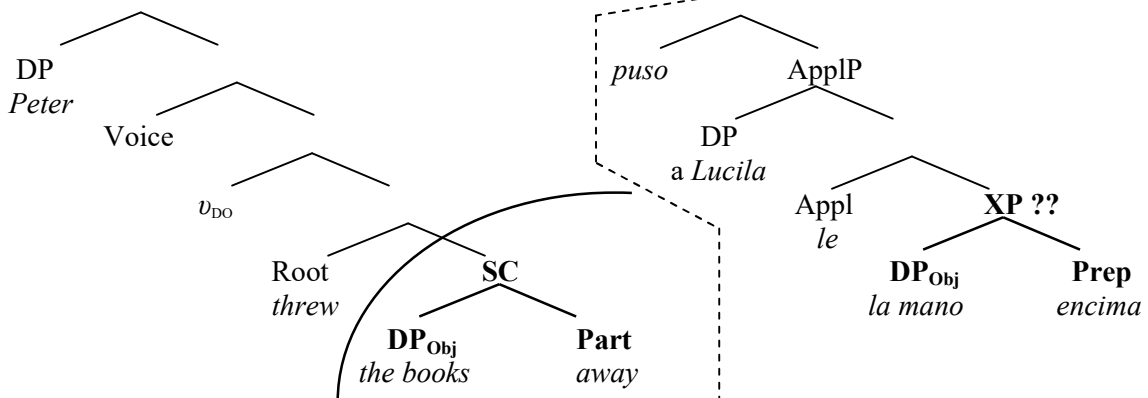 DP
Peter
Voice
υDO
Root
threw
SC
DPObj
the books
Part
away
puso
ApplP
DP
a Lucila
Appl
le
XP ??
DPObj
la mano
Prep
encima